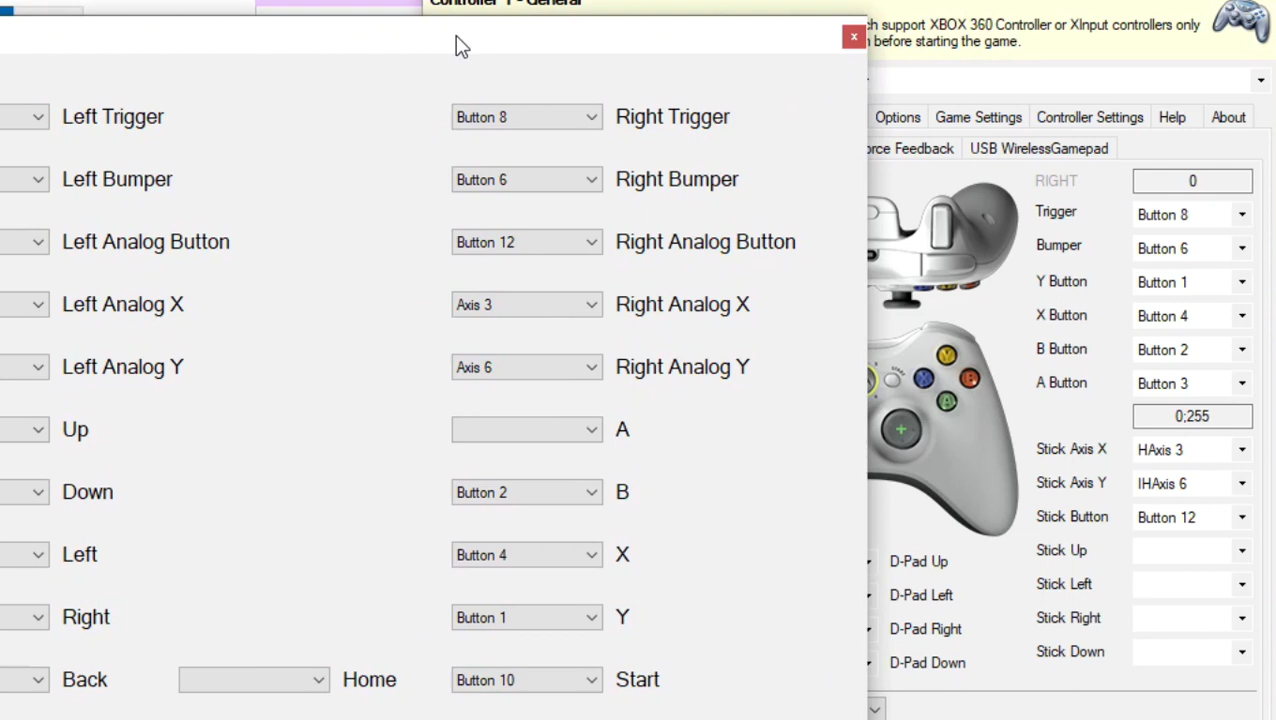 Controller 1 - General
ch support XBOX 360 Controller or XInput controllers only
before starting the game.
Left Trigger
Button 8
Right Trigger
Left Bumper
Button 6
Right Bumper
Left Analog Button
Button 12
Right Analog Button
Left Analog X
Axis 3
Right Analog X
Left Analog Y
Axis 6
Right Analog Y
Up
A
Down
Button 2
B
Left
Button 4
X
Right
Button 1
Y
Back
Home
Button 10
Start
Options
Game Settings
Controller Settings
Help
About
orce Feedback
USB WirelessGamepad
RIGHT
0
Trigger
Button 8
Bumper
Button 6
Y Button
Button 1
X Button
Button 4
B Button
Button 2
A Button
Button 3
0;255
Stick Axis X
HAxis 3
Stick Axis Y
IHAxis 6
Stick Button
Button 12
Stick Up
Stick Left
Stick Right
Stick Down
D-Pad Up
D-Pad Left
D-Pad Right
D-Pad Down
START
Y
X
B
A